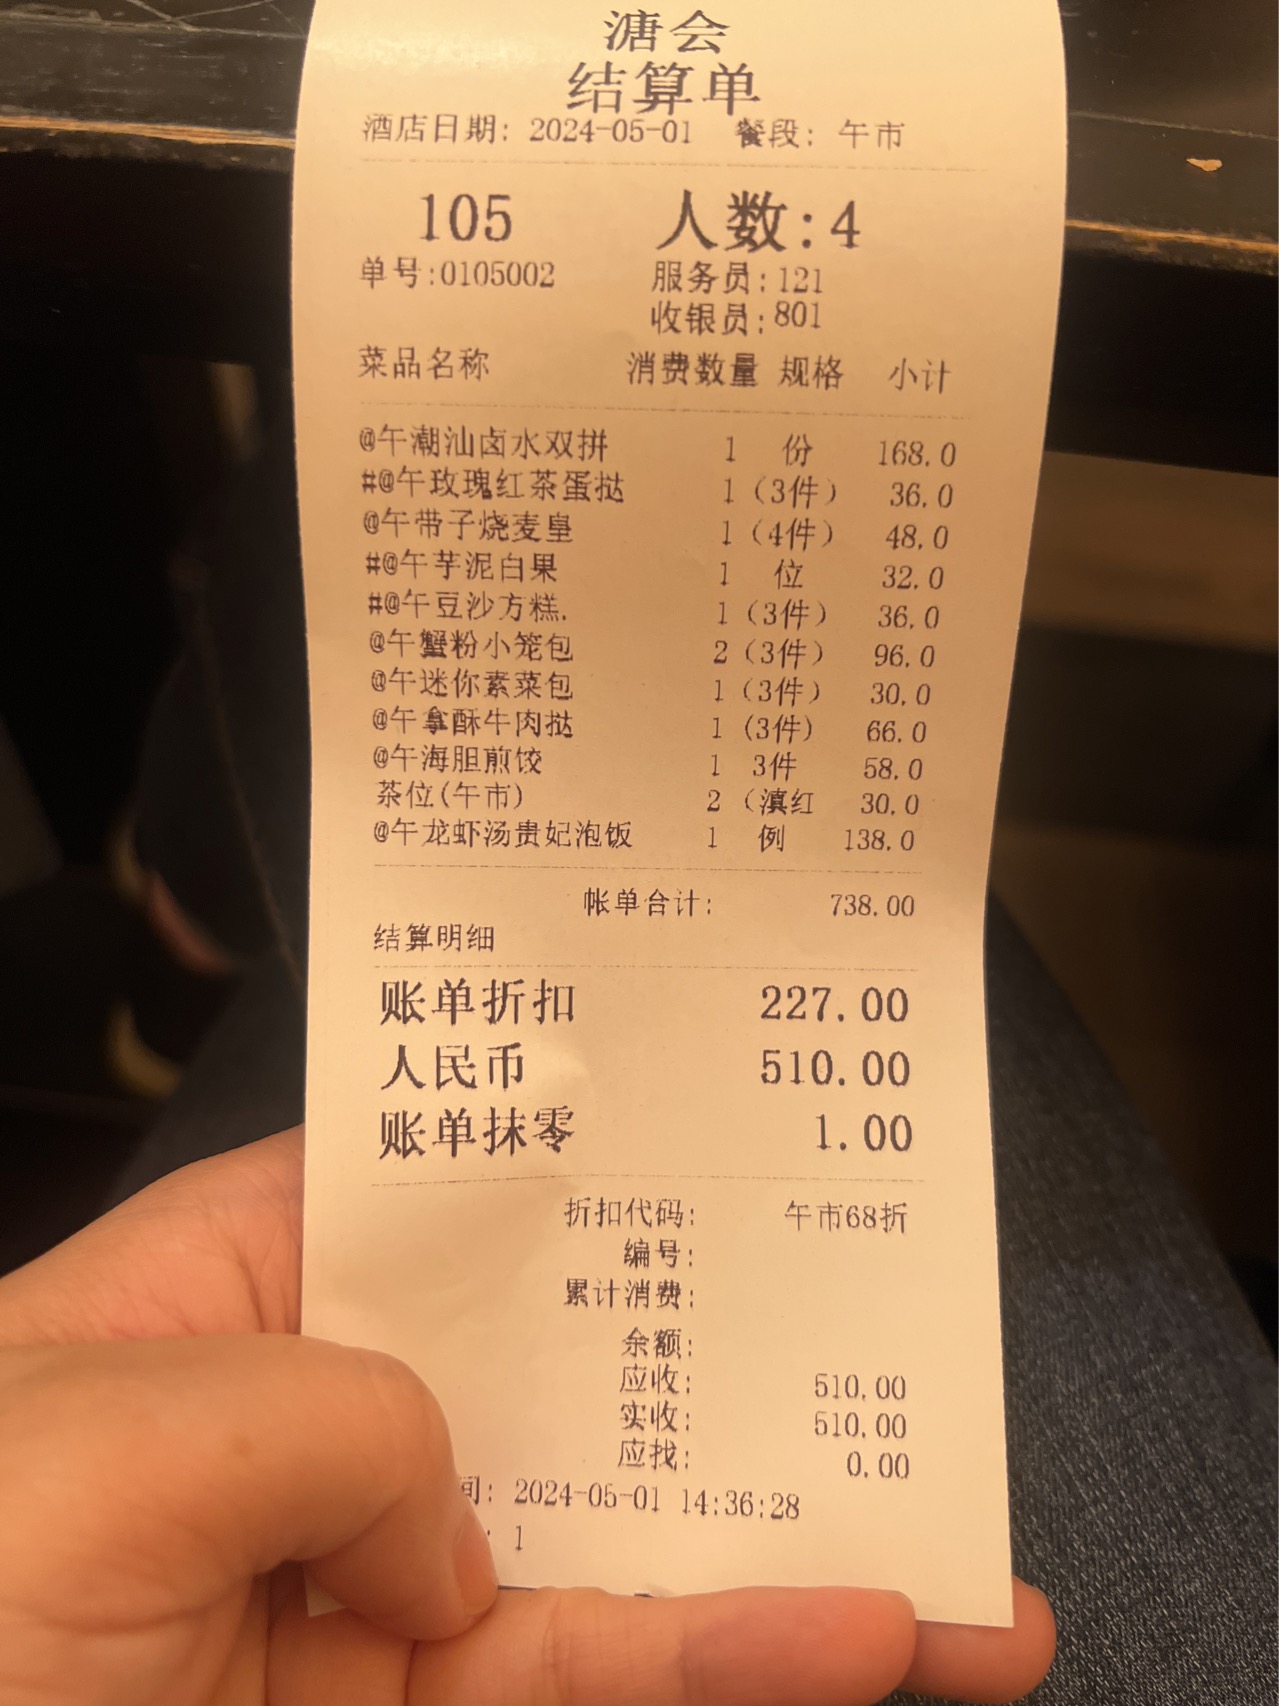 溏会
结算单
酒店日期: 2024-05-01 餐段: 午市
105 人数:4
单号:0105002 服务员:121
收银员:801
菜品名称 消费数量 规格 小计
@午潮汕卤水双拼 1 份 168.0
#@午玫瑰红茶蛋挞 1 (3件) 36.0
@午带子烧麦皇 1 (4件) 48.0
#@午芋泥白果 1 位 32.0
#@午豆沙方糕. 1 (3件) 36.0
@午蟹粉小笼包 2 (3件) 96.0
@午迷你素菜包 1 (3件) 30.0
@午拿酥牛肉挞 1 (3件) 66.0
@午海胆煎饺 1 3件 58.0
茶位(午市) 2 (滇红 30.0
@午龙虾汤贵妃泡饭 1 例 138.0
帐单合计: 738.00
结算明细
账单折扣 227.00
人民币 510.00
账单抹零 1.00
折扣代码: 午市68折
编号:
累计消费:
余额:
应收: 510.00
实收: 510.00
应找: 0.00
间: 2024-05-01 14:36:28
: 1